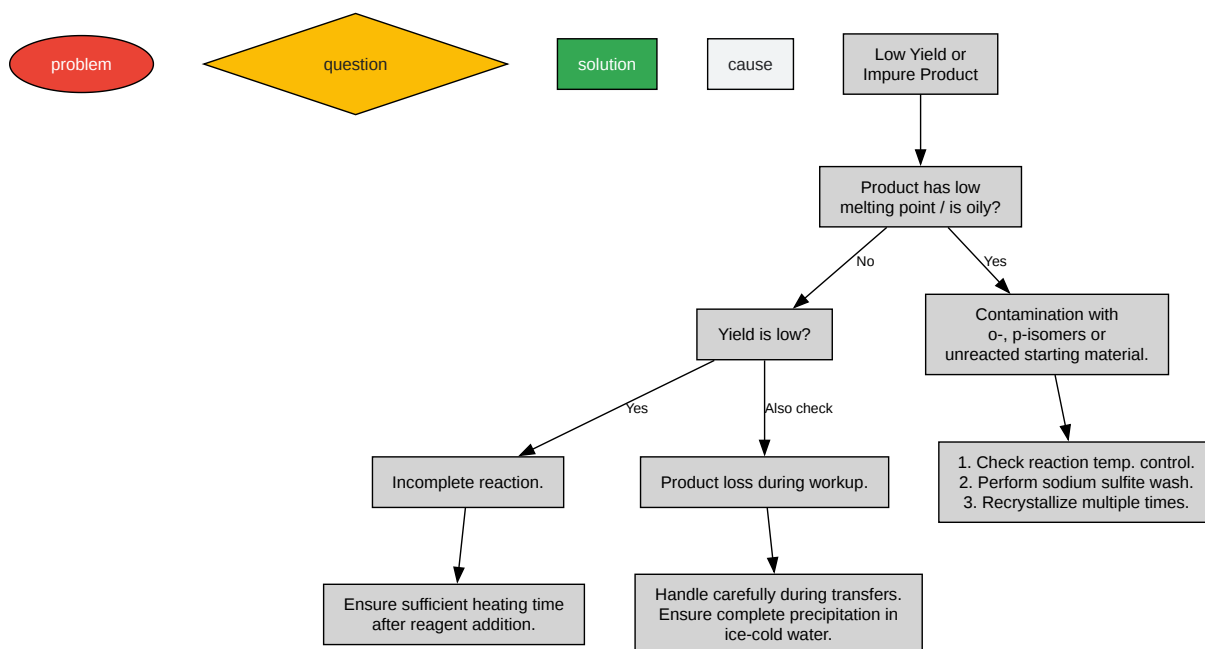 problem
question
solution
cause
Low Yield or
Impure Product
Product has low
melting point / is oily?
No
Yes
Yield is low?
Contamination with
o-, p-isomers or
unreacted starting material.
Yes
Also check
Incomplete reaction.
Product loss during workup.
1. Check reaction temp. control.
2. Perform sodium sulfite wash.
3. Recrystallize multiple times.
Ensure sufficient heating time
after reagent addition.
Handle carefully during transfers.
Ensure complete precipitation in
ice-cold water.